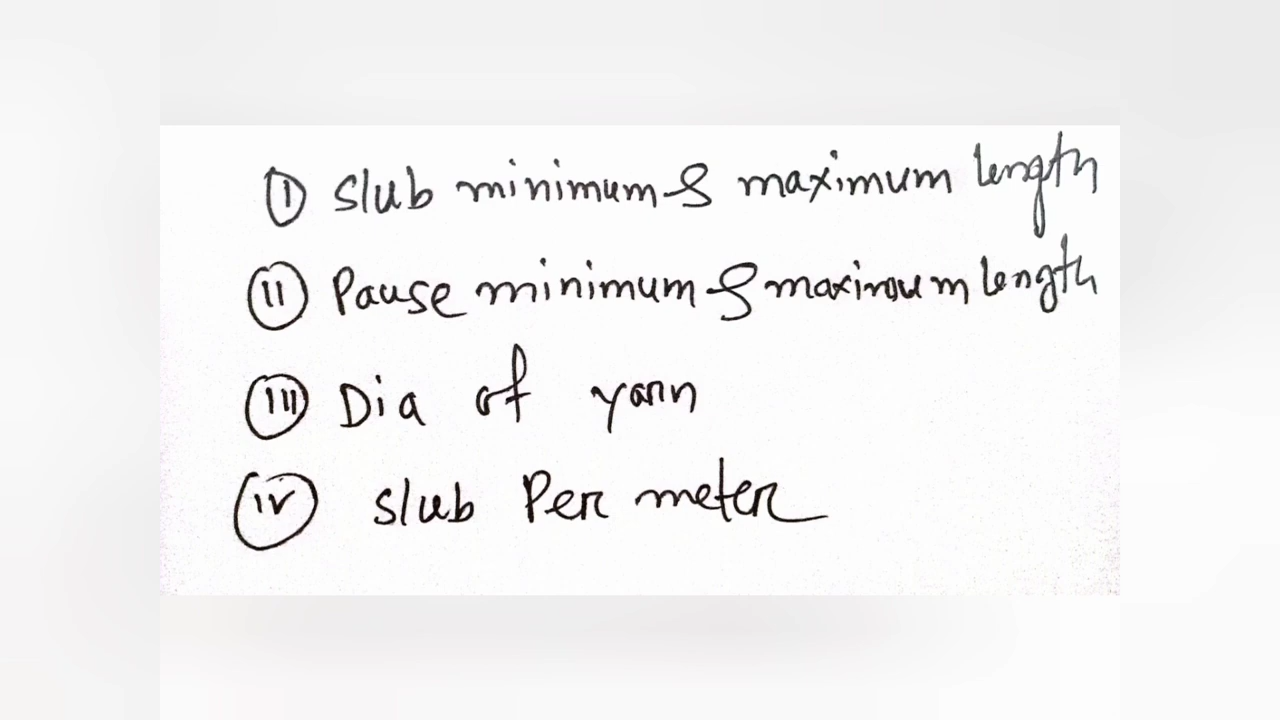 (i) Slub minimum & maximum length
(ii) Pause minimum & maximum length
(iii) Dia of yarn
(iv) slub Per meter